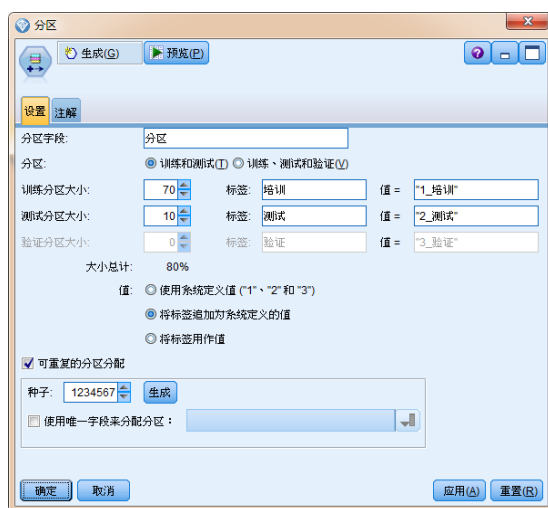 分区
生成(G) 预览(P)
设置 注解
分区字段: 分区
分区: 训练和测试(T) 训练、测试和验证(V)
训练分区大小: 70 标签: 培训 值 = "1_培训"
测试分区大小: 10 标签: 测试 值 = "2_测试"
验证分区大小: 0 标签: 验证 值 = "3_验证"
大小总计: 80%
值: 使用系统定义值 ("1"、"2" 和 "3")
将标签追加为系统定义的值
将标签用作值
可重复的分区分配
种子: 1234567 生成
使用唯一字段来分配分区：
确定 取消 应用(A) 重置(R)